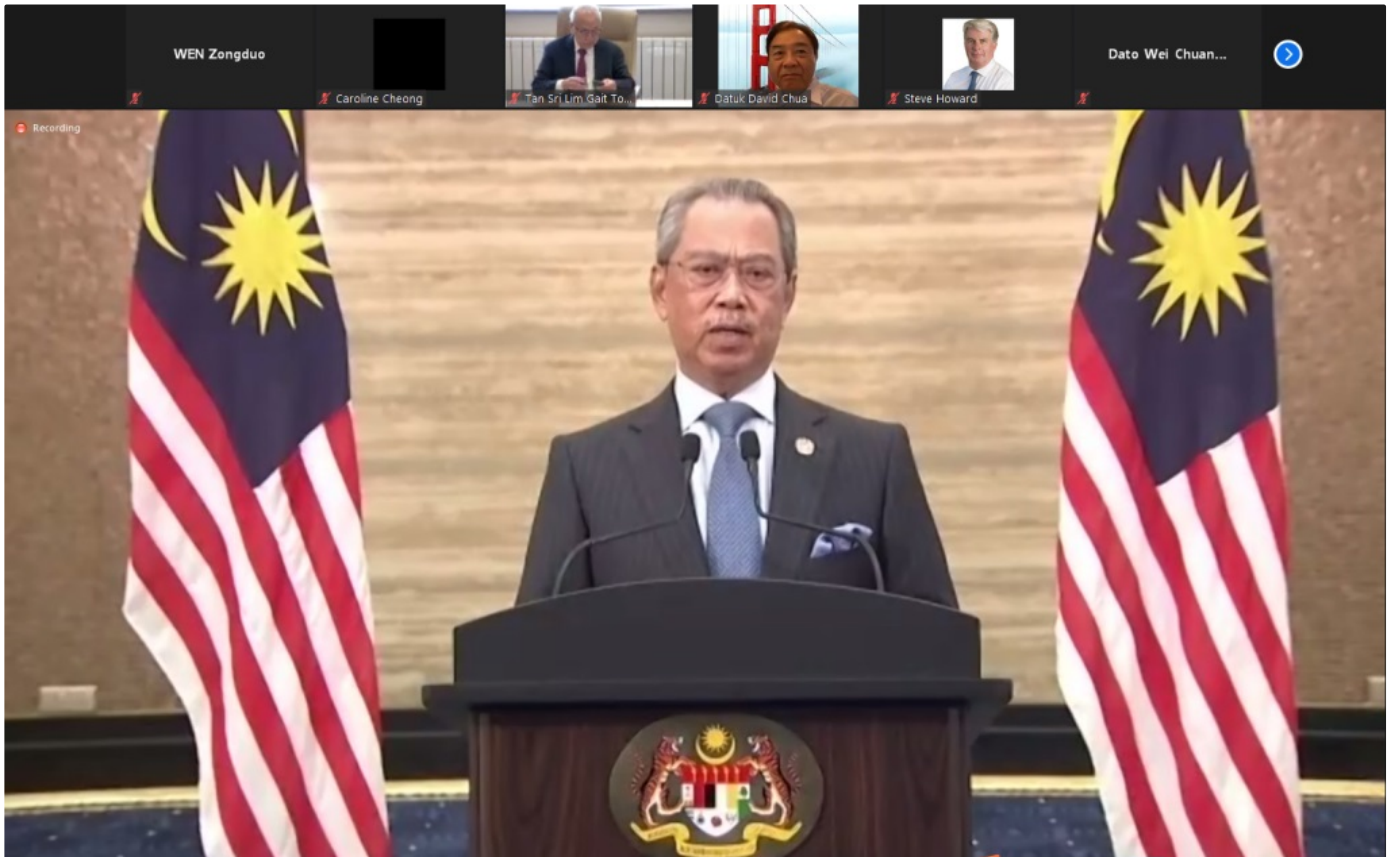 WEN Zongduo
Caroline Cheong
Tan Sri Lim Gait To...
Datuk David Chua
Steve Howard
Dato Wei Chuan...
Recording